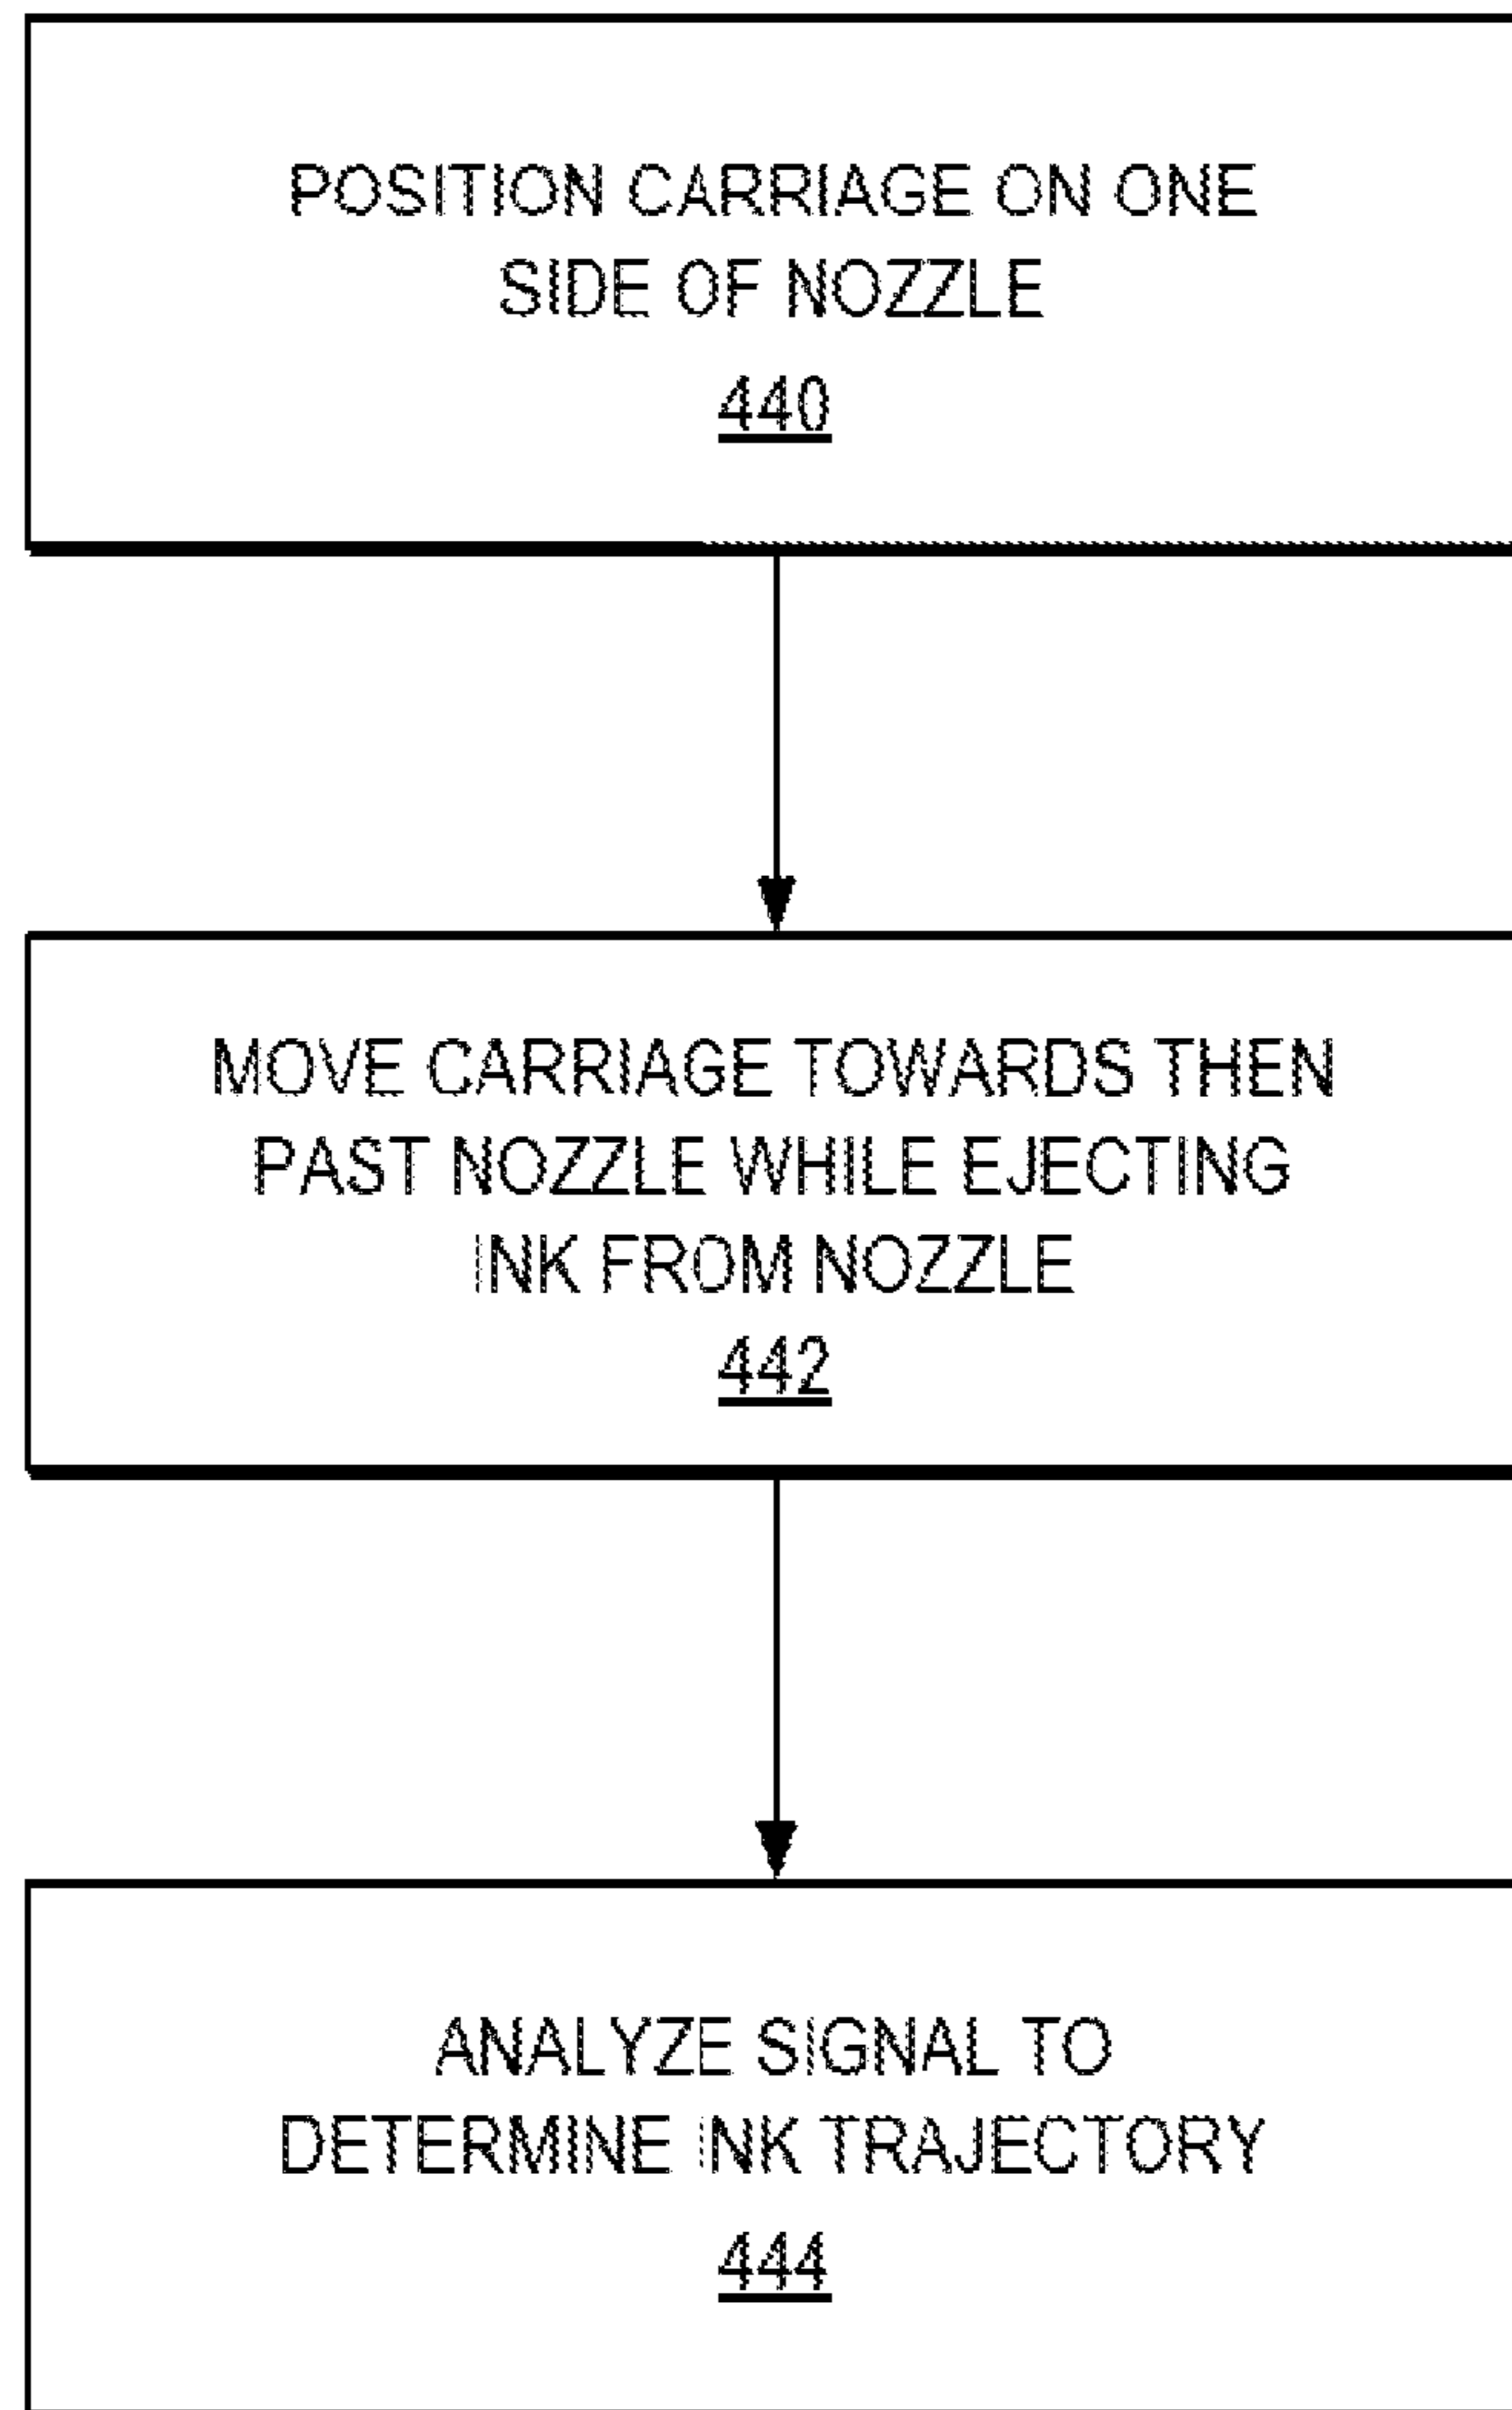 POSITION CARRIAGE ON ONE
SIDE OF NOZZLE
440
MOVE CARRIAGE TOWARDS THEN
PAST NOZZLE WHILE EJECTING
INK FROM NOZZLE
442
ANALYZE SIGNAL TO
DETERMINE INK TRAJECTORY
444